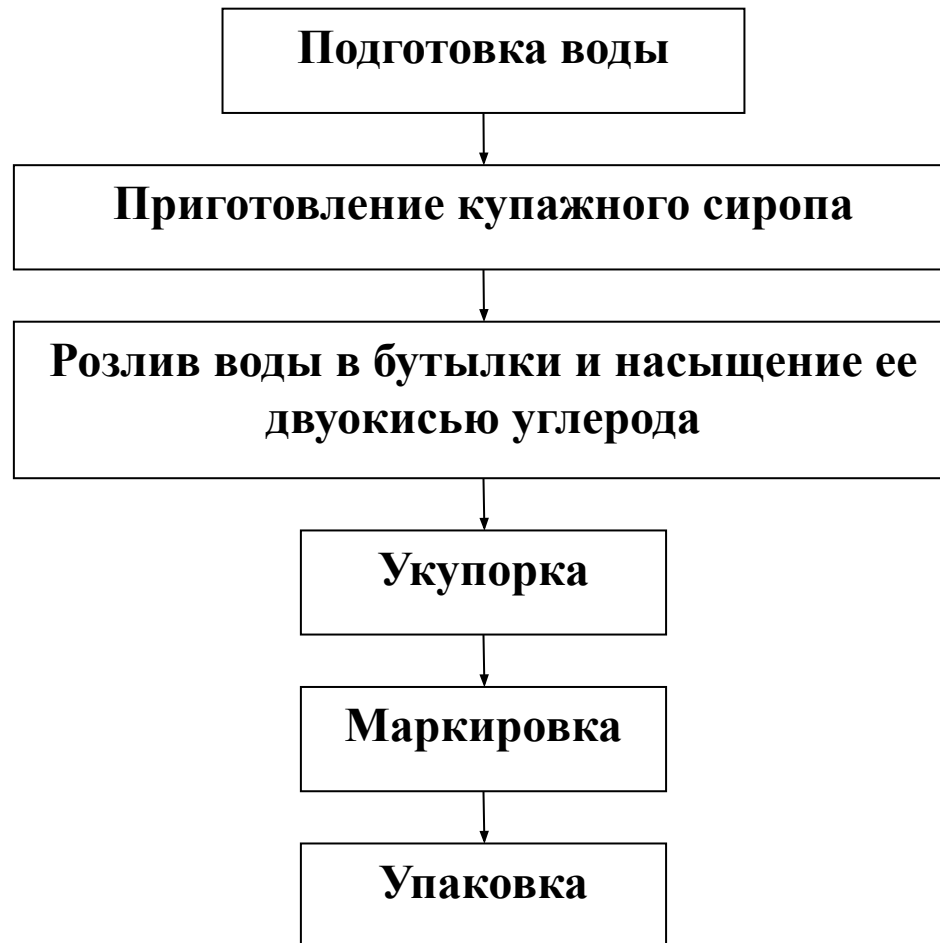 Подготовка воды
Приготовление купажного сиропа
Розлив воды в бутылки и насыщение ее
двуокисью углерода
Укупорка
Маркировка
Упаковка